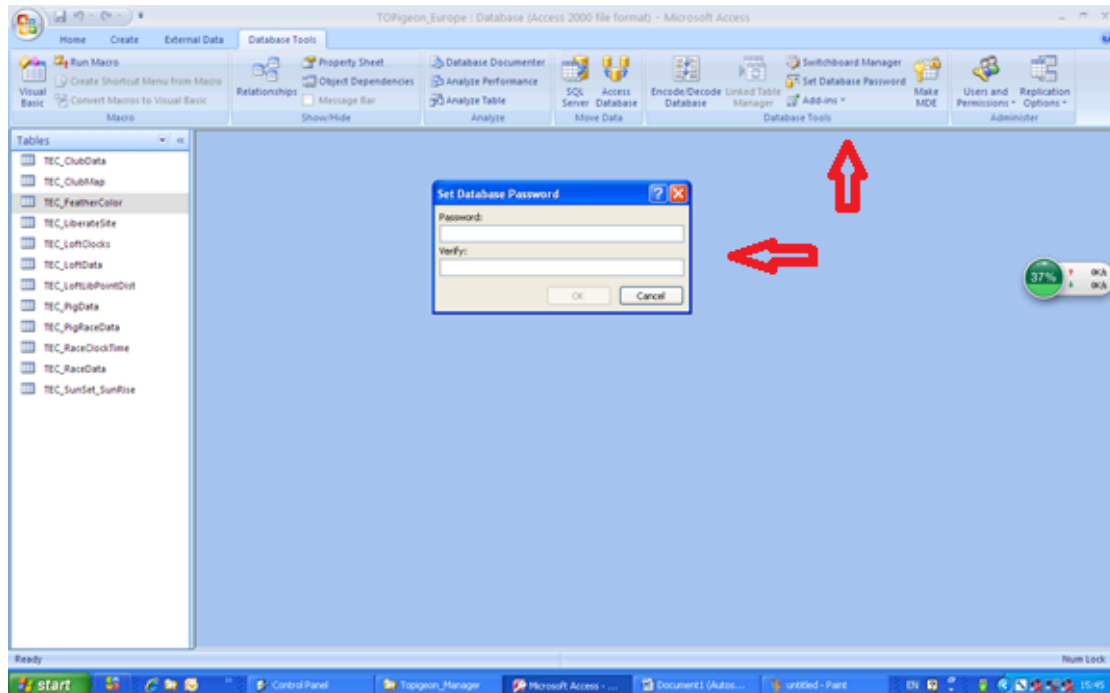 TOPigeon_Europe : Database (Access 2000 file format) - Microsoft Access
Home Create External Data Database Tools
Visual Basic
Run Macro
Create Shortcut Menu from Macro
Convert Macros to Visual Basic
Macro
Relationships
Property Sheet
Object Dependencies
Message Bar
Show/Hide
Database Documenter
Analyze Performance
Analyze Table
Analyze
SQL Server
Access Database
Move Data
Encode/Decode Database
Linked Table Manager
Switchboard Manager
Set Database Password
Add-ins
Make MDE
Database Tools
Users and Permissions
Replication Options
Administer
Tables
TEC_ClubData
TEC_ClubMap
TEC_FeatherColor
TEC_LiberateSite
TEC_LoftClocks
TEC_LoftData
TEC_LoftLibPointDist
TEC_PigData
TEC_PigRaceData
TEC_RaceClockTime
TEC_RaceData
TEC_SunSet_SunRise
Set Database Password
Password:
Verify:
OK Cancel
37%
0K/s
0K/s
Ready Num Lock
start Control Panel Topigeon_Manager Microsoft Access - ... Document1 (Autos... untitled - Paint EN 15:45